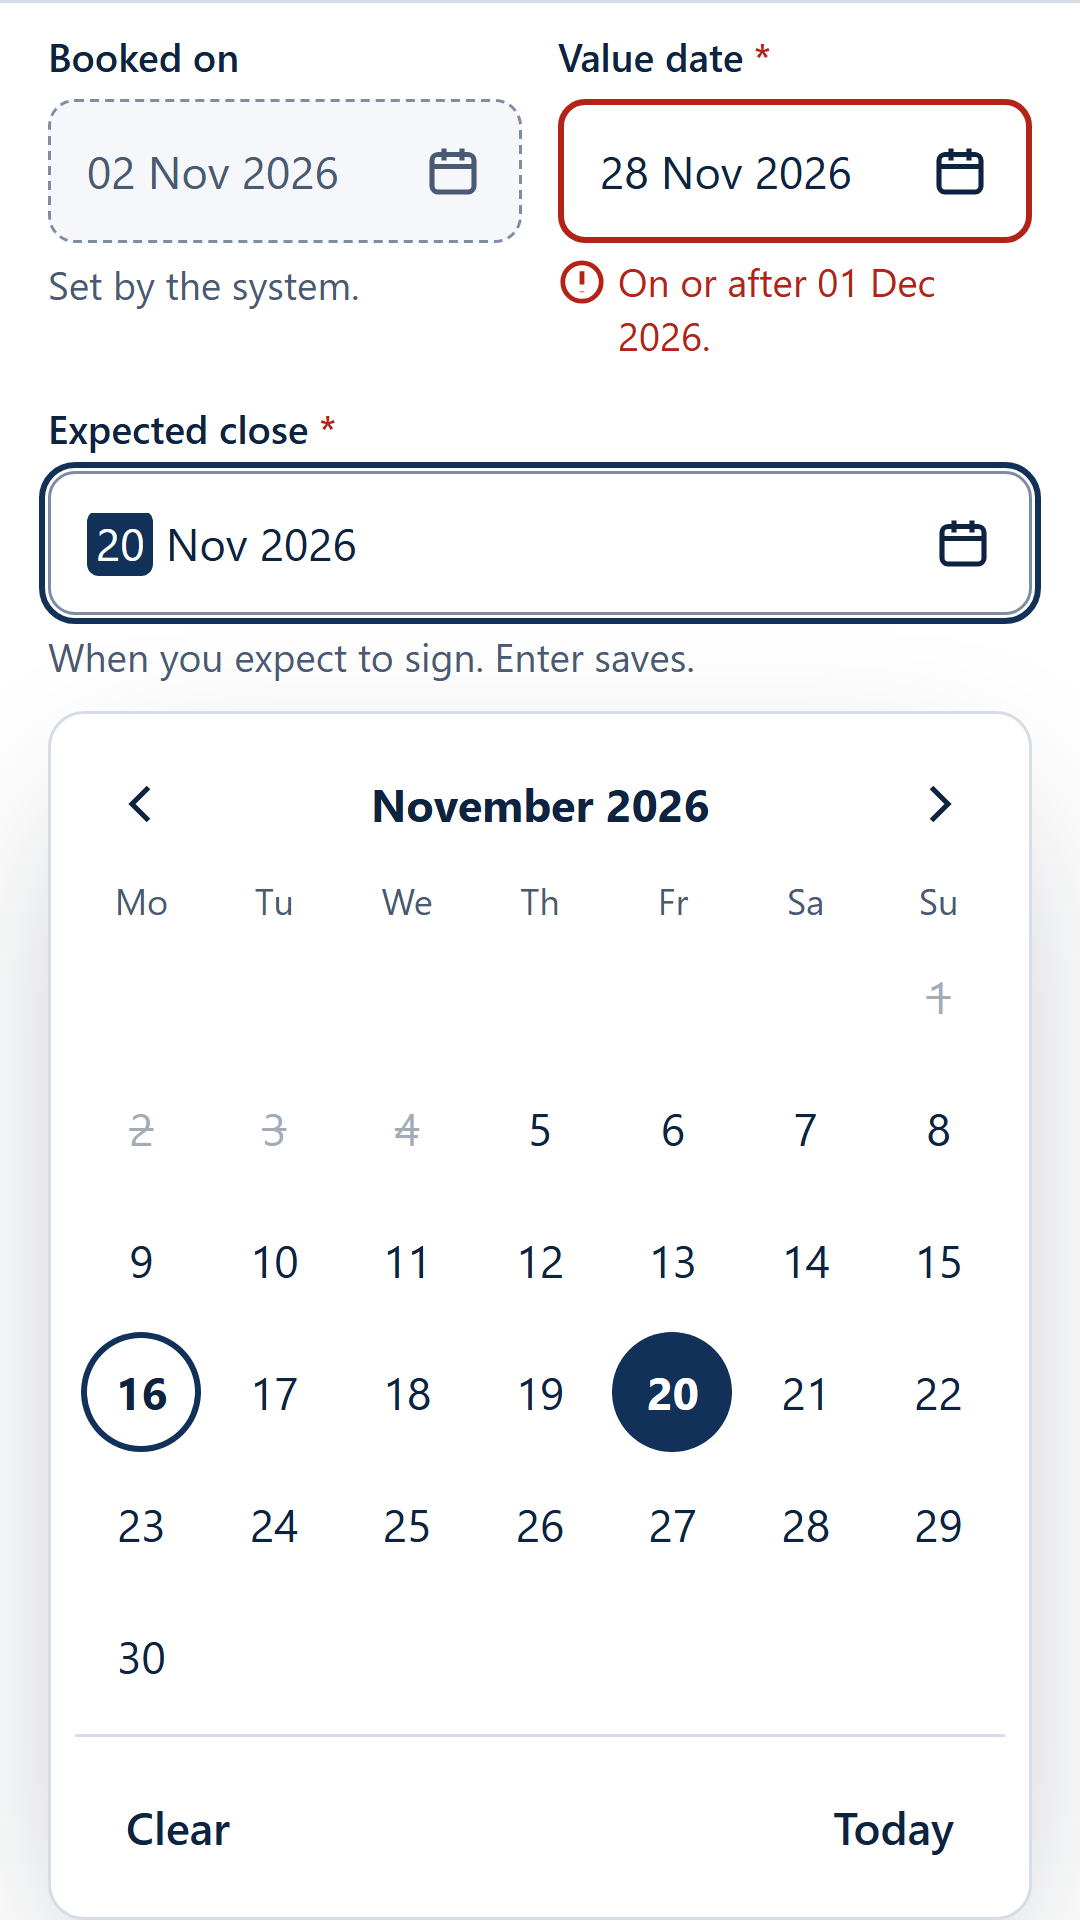 Booked on
Value date *
02 Nov 2026
28 Nov 2026
Set by the system.
On or after 01 Dec
2026.
Expected close *
20 Nov 2026
When you expect to sign. Enter saves.
November 2026
Mo Tu We Th Fr Sa Su
1
2 3 4 5 6 7 8
9 10 11 12 13 14 15
16 17 18 19 20 21 22
23 24 25 26 27 28 29
30
Clear
Today